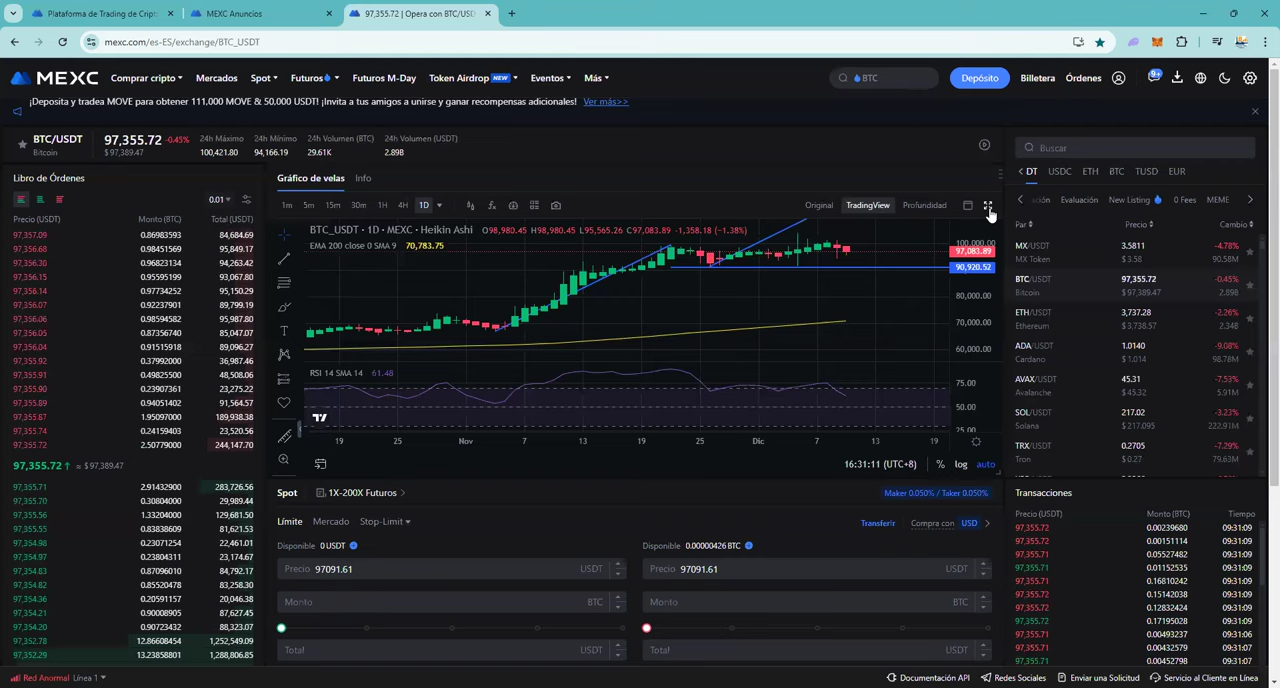 Plataforma de Trading de Cripto
MEXC Anuncios
97,355.72 | Opera con BTC/USD
mexc.com/es-ES/exchange/BTC_USDT
MEXC
Comprar cripto
Mercados
Spot
Futuros
Futuros M-Day
Token Airdrop NEW
Eventos
Más
BTC
Depósito
Billetera
Órdenes
9+
¡Deposita y tradea MOVE para obtener 111,000 MOVE & 50,000 USDT! ¡Invita a tus amigos a unirse y ganar recompensas adicionales! Ver más>>
BTC/USDT
Bitcoin
97,355.72 -0.45%
$ 97,389.47
24h Máximo
100,421.80
24h Mínimo
94,166.19
24h Volumen (BTC)
29.61K
24h Volumen (USDT)
2.89B
Libro de Órdenes
0.01
Precio (USDT) Monto (BTC) Total (USDT)
97,357.09 0.86983593 84,684.69
97,356.68 0.98451941 95,849.17
97,356.30 0.96813294 94,263.42
97,356.15 0.95595291 93,067.80
97,356.14 0.97734252 95,150.29
97,356.07 0.92237901 89,799.19
97,356.06 0.98594582 95,987.80
97,356.05 0.87356740 85,047.07
97,356.04 0.91515918 89,096.27
97,355.92 0.37992000 36,987.46
97,355.91 0.49825500 48,508.06
97,355.90 0.23907361 23,275.22
97,355.89 0.94051402 91,564.57
97,355.87 1.95097000 189,938.38
97,355.74 0.24159403 23,520.56
97,355.72 2.50779000 244,147.70
97,355.72 ↑ ≈ $ 97,389.47
97,355.71 2.91432900 283,726.56
97,355.70 0.30804000 29,989.44
97,355.56 1.33204000 129,681.50
97,355.55 0.83838609 81,621.53
97,354.98 0.23071254 22,461.01
97,354.97 0.23804311 23,174.67
97,354.83 0.87096010 84,792.17
97,354.82 0.85520478 83,258.30
97,354.36 0.20591157 20,046.38
97,354.21 0.90008905 87,627.45
97,354.20 0.90723432 88,323.07
97,352.78 12.86608454 1,252,549.09
97,352.29 13.23858801 1,288,806.85
Gráfico de velas
Info
1m 5m 15m 30m 1H 4H 1D
Original
TradingView
Profundidad
BTC_USDT · 1D · MEXC · Heikin Ashi O98,980.45 H98,980.45 L95,565.26 C97,083.89 −1,358.18 (−1.38%)
EMA 200 close 0 SMA 9 70,783.75
100,000.00
97,083.89
90,920.52
80,000.00
70,000.00
60,000.00
RSI 14 SMA 14 61.48
75.00
50.00
25.00
19 25 Nov 7 13 19 25 Dic 7 13 19
16:31:11 (UTC+8) % log auto
Spot
1X-200X Futuros
Maker 0.050% / Taker 0.050%
Límite
Mercado
Stop-Limit
Transferir
Compra con USD
Disponible 0 USDT
Disponible 0.00000426 BTC
Precio 97091.61 USDT
Precio 97091.61 USDT
Monto BTC
Monto BTC
Total USDT
Total USDT
Buscar
DT USDC ETH BTC TUSD EUR
ción Evaluación New Listing 0 Fees MEME
Par Precio Cambio
MX/USDT 3.5811 -4.78%
MX Token $ 3.58 90.58M
BTC/USDT 97,355.72 -0.45%
Bitcoin $ 97,389.47 2.89B
ETH/USDT 3,737.28 -2.26%
Ethereum $ 3,738.57 2.34B
ADA/USDT 1.0140 -9.08%
Cardano $ 1.014 98.78M
AVAX/USDT 45.31 -7.53%
Avalanche $ 45.32 5.91M
SOL/USDT 217.02 -3.23%
Solana $ 217.095 222.91M
TRX/USDT 0.2705 -7.29%
Tron $ 0.27 79.63M
Transacciones
Precio (USDT) Monto (BTC) Tiempo
97,355.72 0.00239680 09:31:09
97,355.72 0.00151114 09:31:09
97,355.71 0.05527482 09:31:09
97,355.71 0.01152535 09:31:09
97,355.71 0.16810242 09:31:09
97,355.72 0.15142038 09:31:09
97,355.72 0.12832424 09:31:09
97,355.72 0.17195028 09:31:09
97,355.71 0.00493237 09:31:06
97,355.71 0.00432579 09:31:07
97,355.71 0.00452798 09:31:07
Red Anormal Línea 1
Documentación API
Redes Sociales
Enviar una Solicitud
Servicio al Cliente en Línea